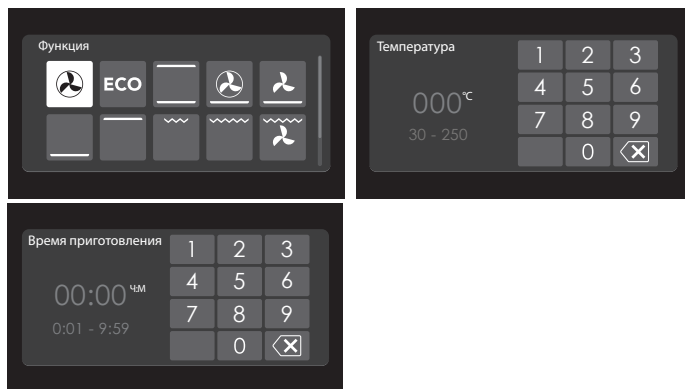 Функция
ECO
Температура
000°C
30 - 250
1 2 3
4 5 6
7 8 9
0
Время приготовления
00:00 ч:м
0:01 - 9:59
1 2 3
4 5 6
7 8 9
0